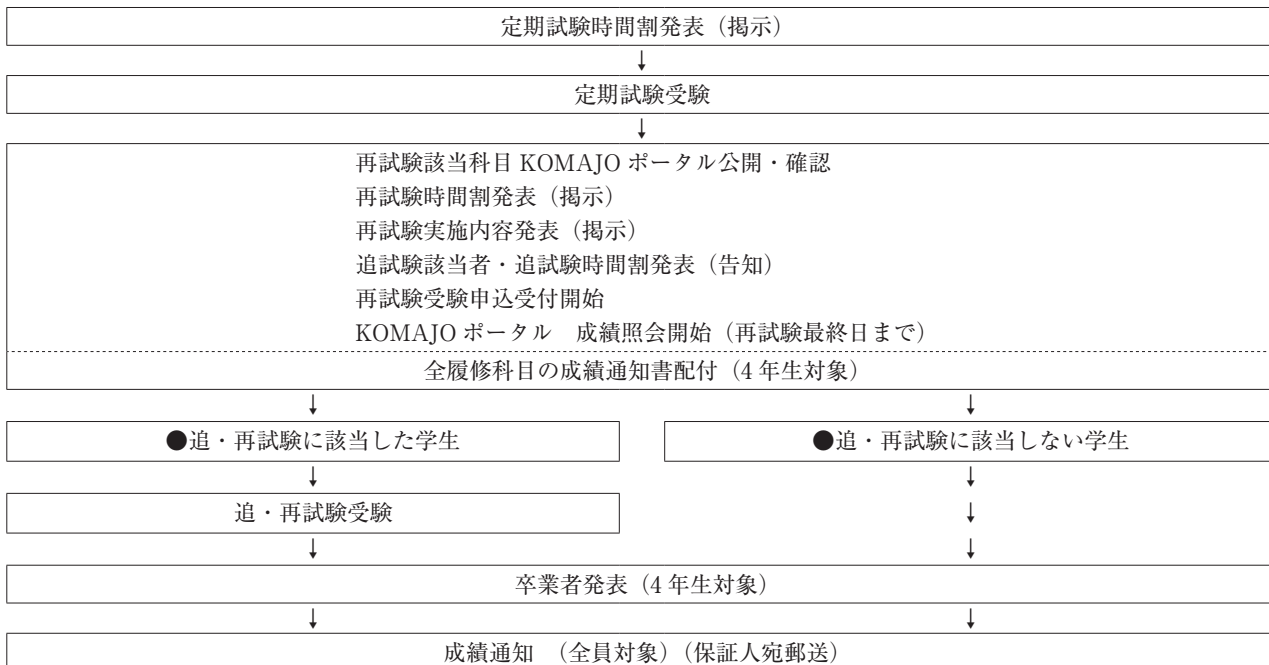 定期試験時間割発表（掲示）
↓
定期試験受験
↓
再試験該当科目 KOMAJO ポータル公開・確認
再試験時間割発表（掲示）
再試験実施内容発表（掲示）
追試験該当者・追試験時間割発表（告知）
再試験受験申込受付開始
KOMAJO ポータル　成績照会開始（再試験最終日まで）
全履修科目の成績通知書配付（4 年生対象）
↓ ↓
●追・再試験に該当した学生
●追・再試験に該当しない学生
↓ ↓
追・再試験受験
↓
↓ ↓
卒業者発表（4 年生対象）
↓ ↓
成績通知　（全員対象）（保証人宛郵送）